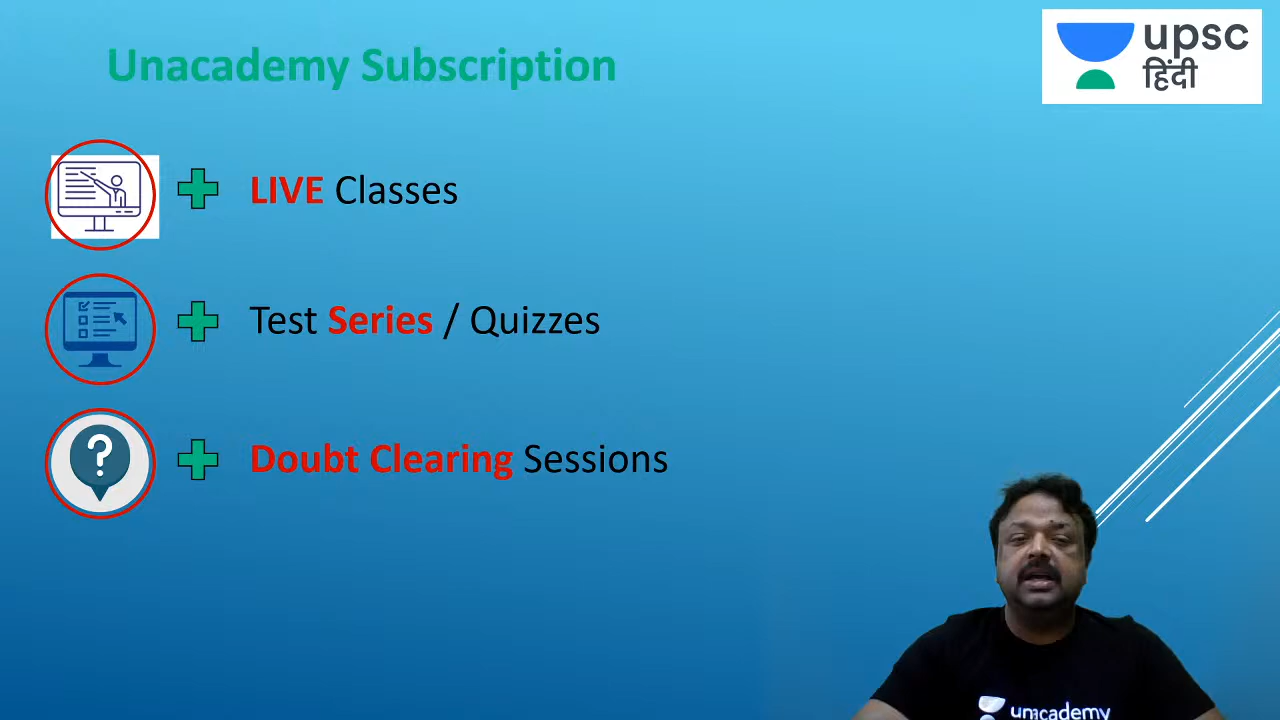 Unacademy Subscription
upsc
हिंदी
LIVE Classes
Test Series / Quizzes
Doubt Clearing Sessions
unacademy